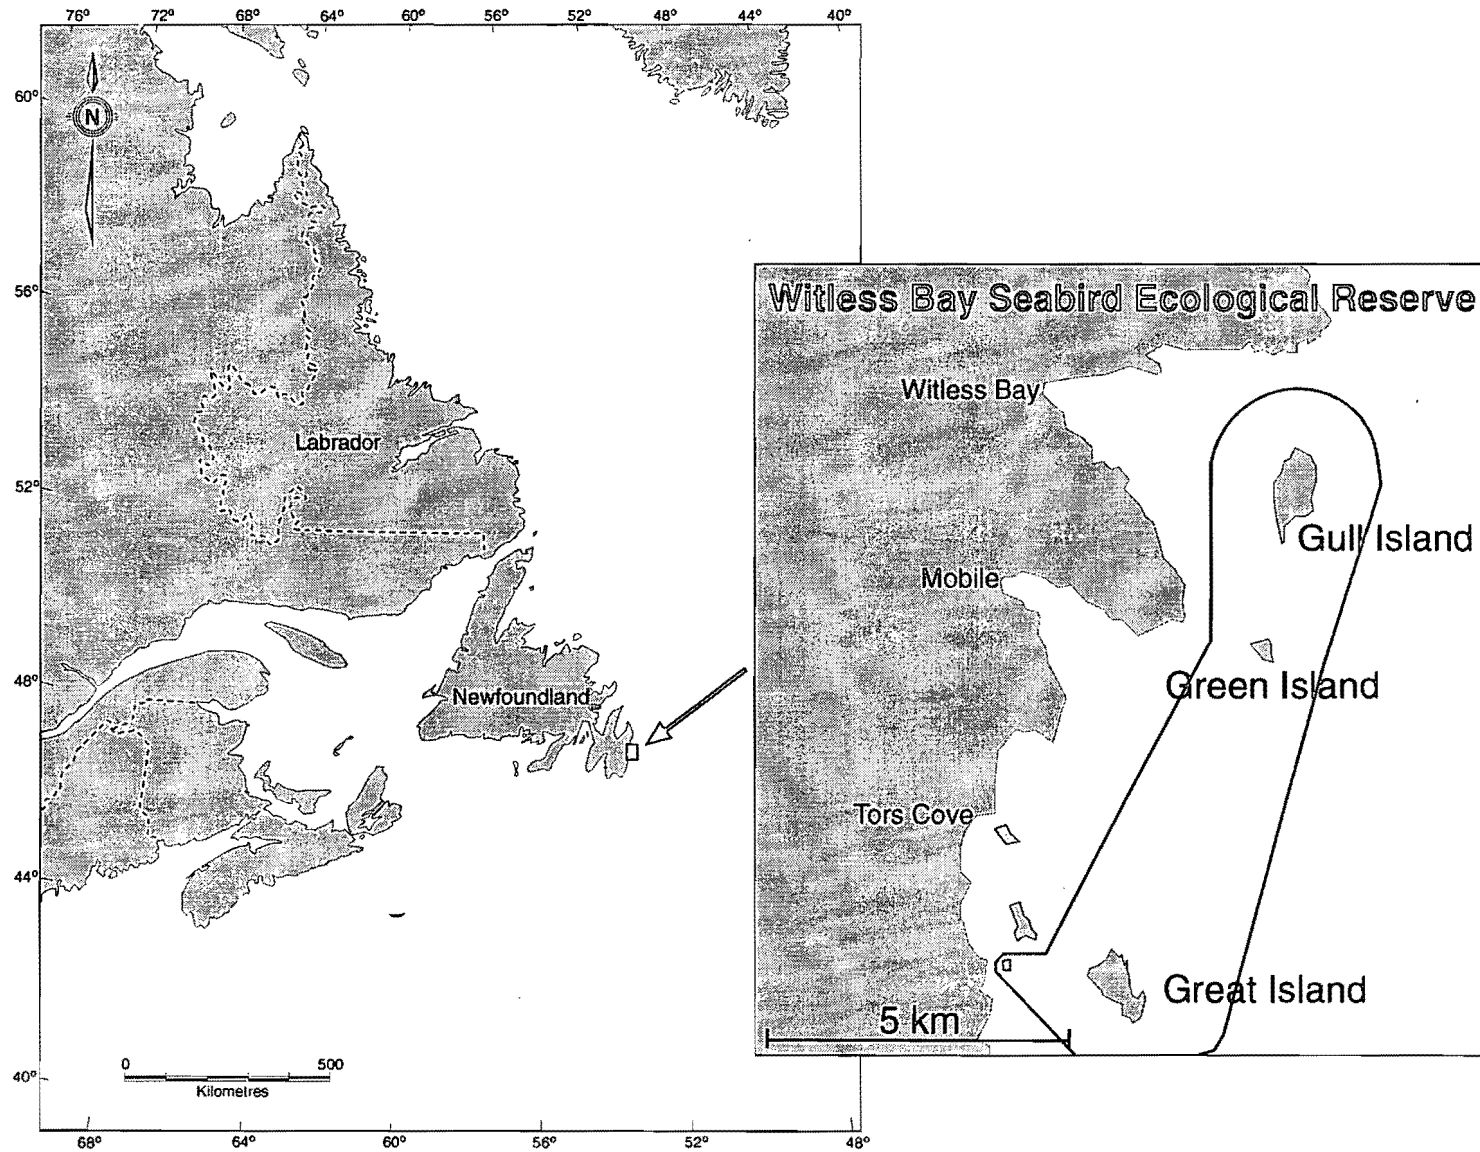 76° 72° 68° 64° 60° 56° 52° 48° 44° 40°
60°
N
56°
Labrador
52°
48°
Newfoundland
44°
0 500
Kilometres
40°
68° 64° 60° 56° 52° 48°
Witless Bay Seabird Ecological Reserve
Witless Bay
Gull Island
Mobile
Green Island
Tors Cove
Great Island
5 km